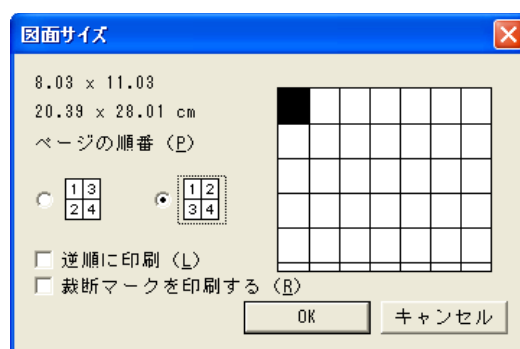 図面サイズ
8.03 x 11.03
20.39 x 28.01 cm
ページの順番 (P)
1 3 1 2
2 4 3 4
逆順に印刷 (L)
裁断マークを印刷する (R)
OK キャンセル